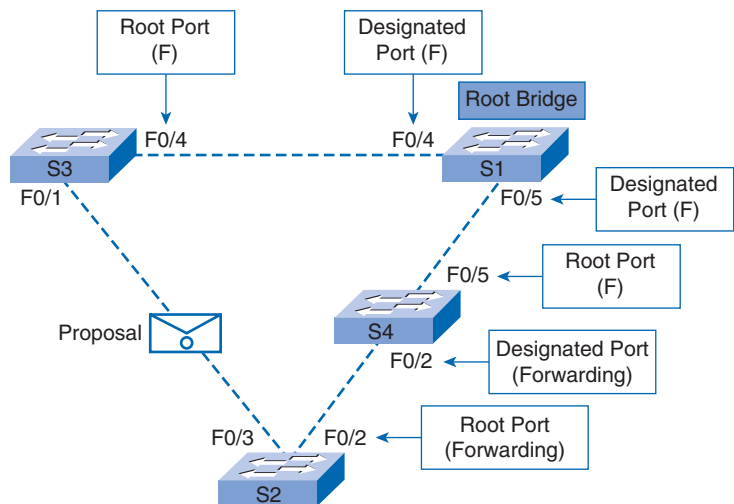 Root Port
(F)
Designated
Port (F)
Root Bridge
F0/4
F0/4
S3
S1
F0/1
F0/5
Designated
Port (F)
F0/5
Root Port
(F)
Proposal
S4
F0/2
Designated Port
(Forwarding)
F0/3
F0/2
Root Port
(Forwarding)
S2